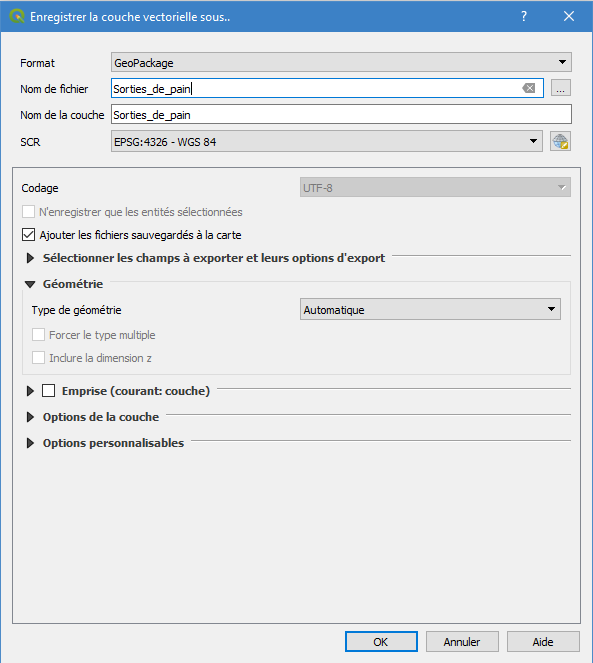 Enregistrer la couche vectorielle sous..
?
Format GeoPackage
Nom de fichier Sorties_de_pain ...
Nom de la couche Sorties_de_pain
SCR EPSG:4326 - WGS 84
Codage UTF-8
N'enregistrer que les entités sélectionnées
Ajouter les fichiers sauvegardés à la carte
Sélectionner les champs à exporter et leurs options d'export
Géométrie
Type de géométrie Automatique
Forcer le type multiple
Inclure la dimension z
Emprise (courant: couche)
Options de la couche
Options personnalisables
OK Annuler Aide